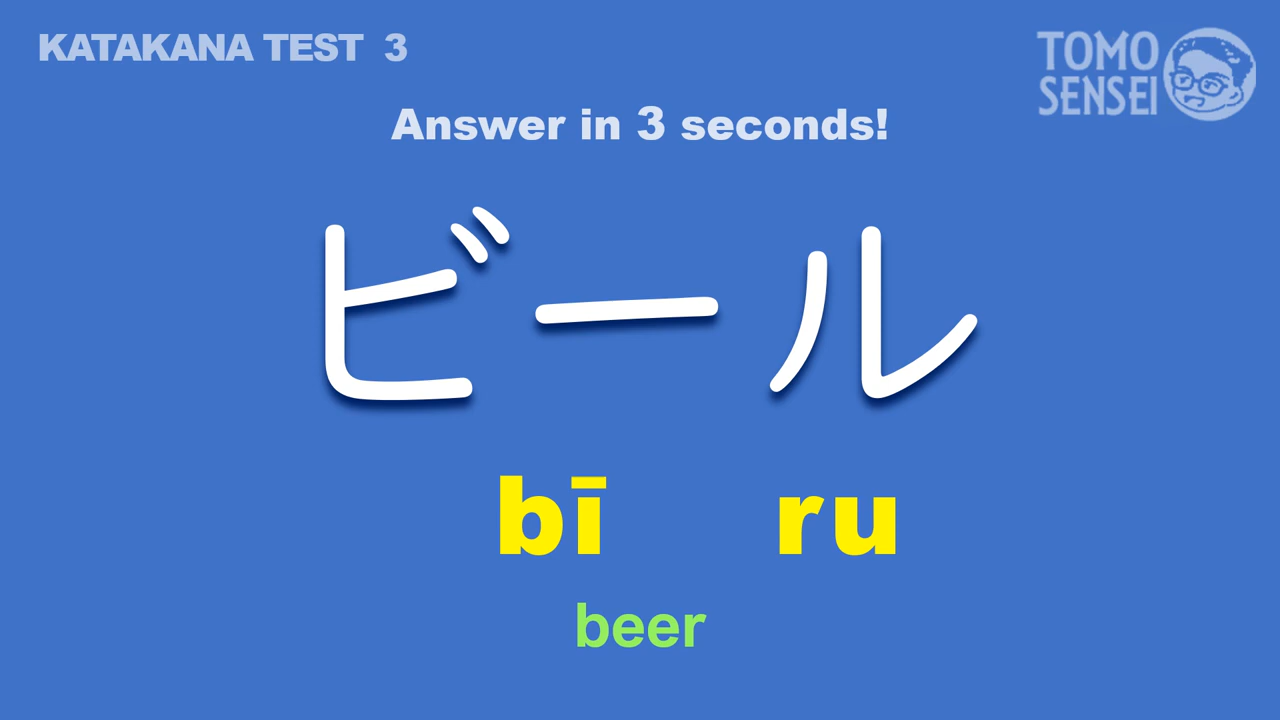 KATAKANA TEST 3
TOMO
SENSEI
Answer in 3 seconds!
ビール
bī ru
beer